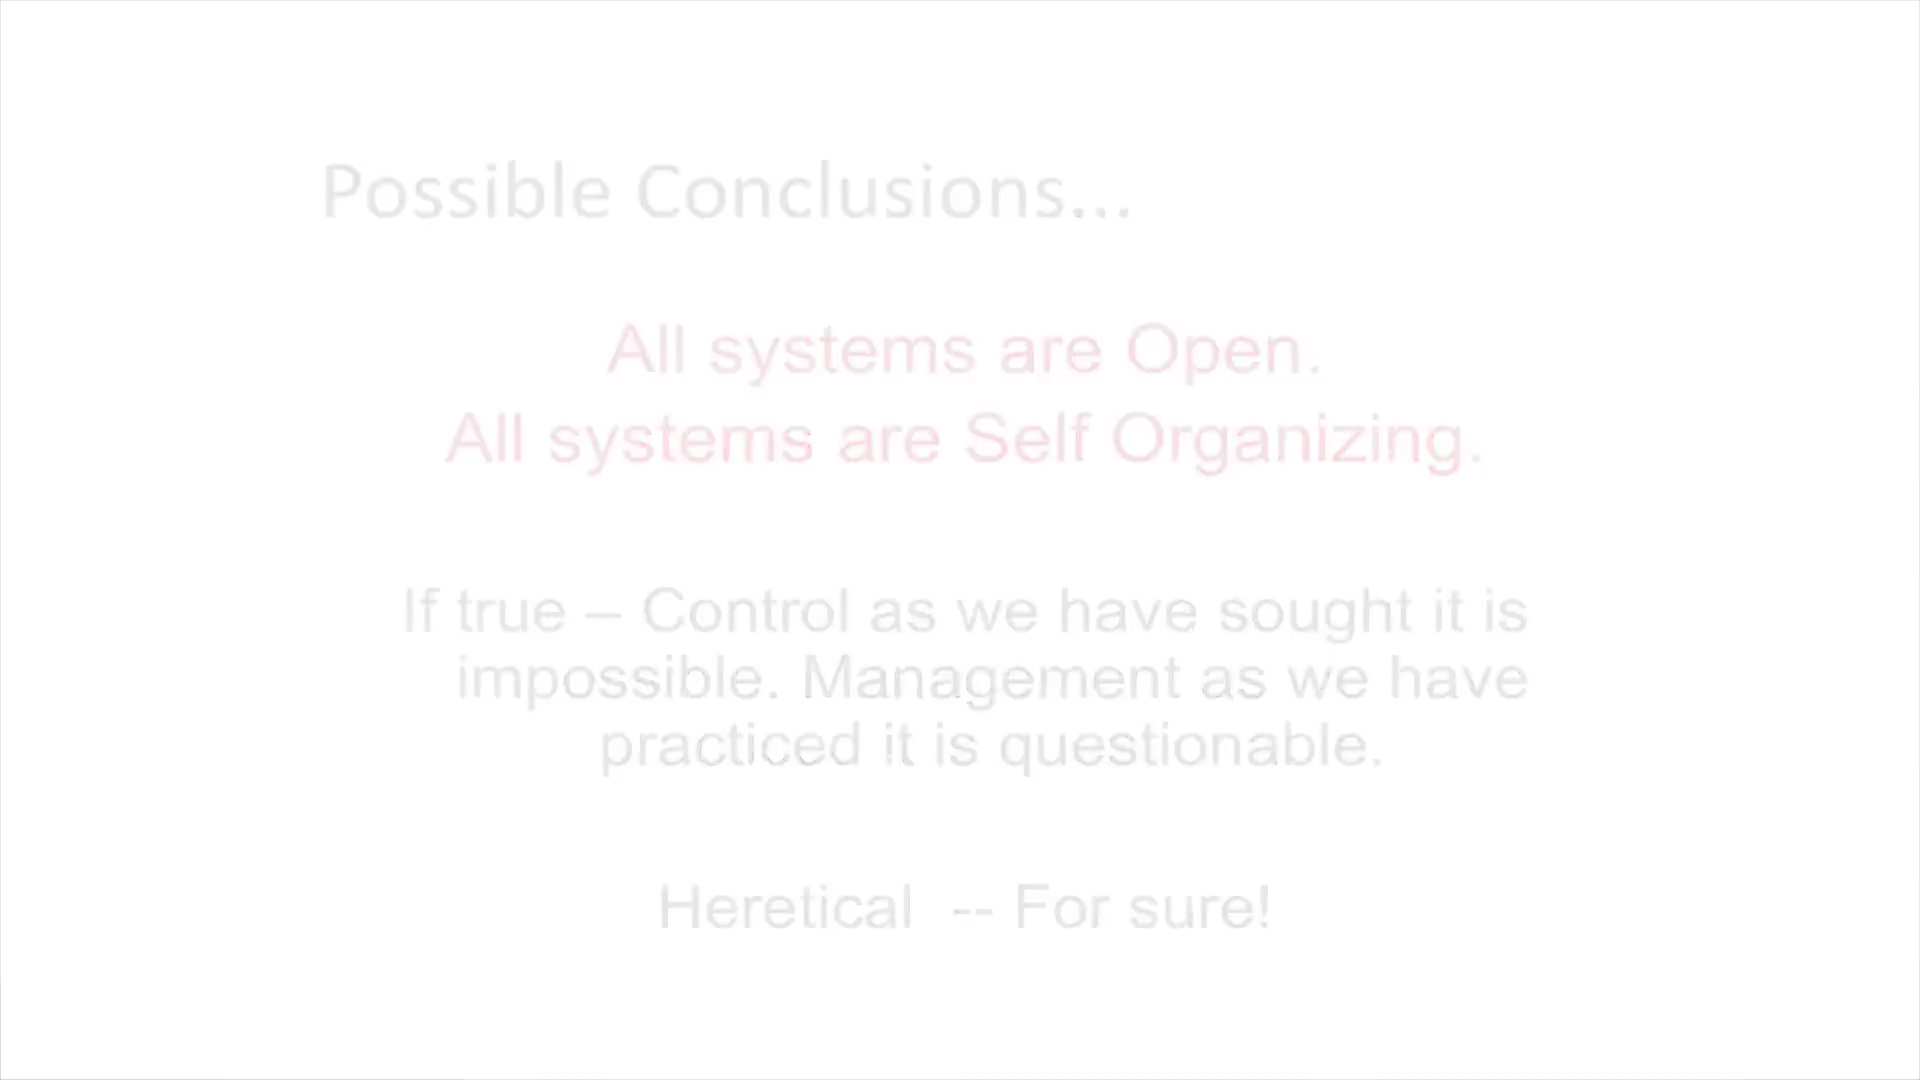 Possible Conclusions...
All systems are Open.
All systems are Self Organizing.
If true – Control as we have sought it is
impossible. Management as we have
practiced it is questionable.
Heretical -- For sure!